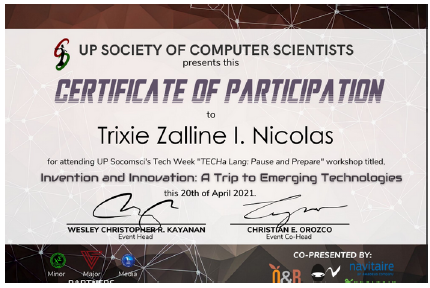 UP SOCIETY OF COMPUTER SCIENTISTS
presents this
CERTIFICATE OF PARTICIPATION
to
Trixie Zalline I. Nicolas
for attending UP Socomsci's Tech Week "TECHa Lang: Pause and Prepare" workshop titled,
Invention and Innovation: A Trip to Emerging Technologies
this 20th of April 2021.
WESLEY CHRISTOPHER R. KAYANAN CHRISTIAN E. OROZCO
Event Head Event Co-Head
CO-PRESENTED BY:
Minor Major Media
navitaire